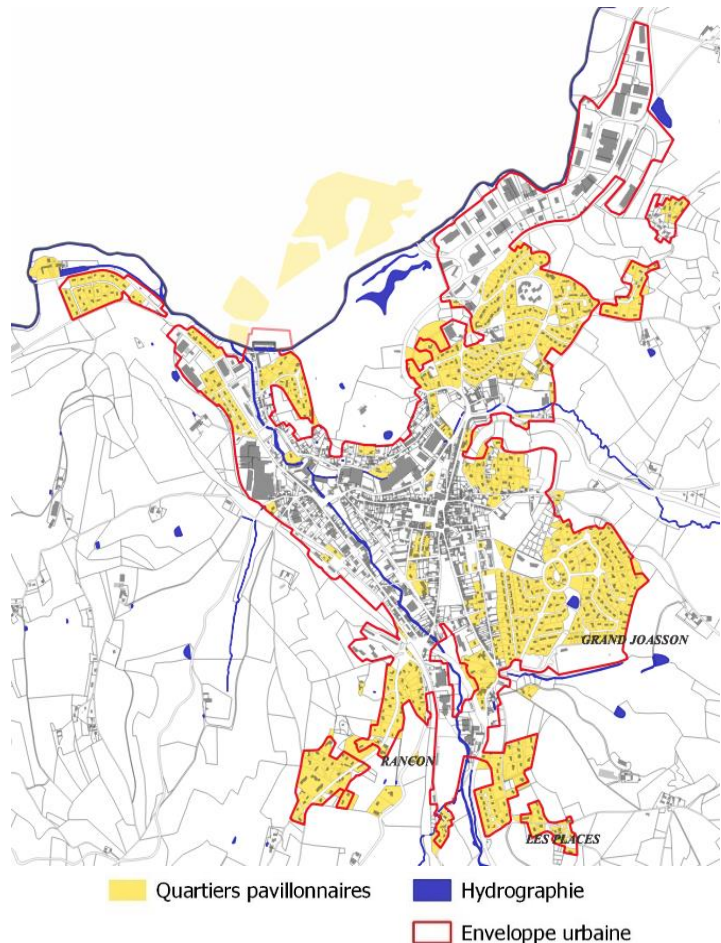 GRAND JOASSON
RANCON
LES PLACES
Quartiers pavillonnaires
Hydrographie
Enveloppe urbaine